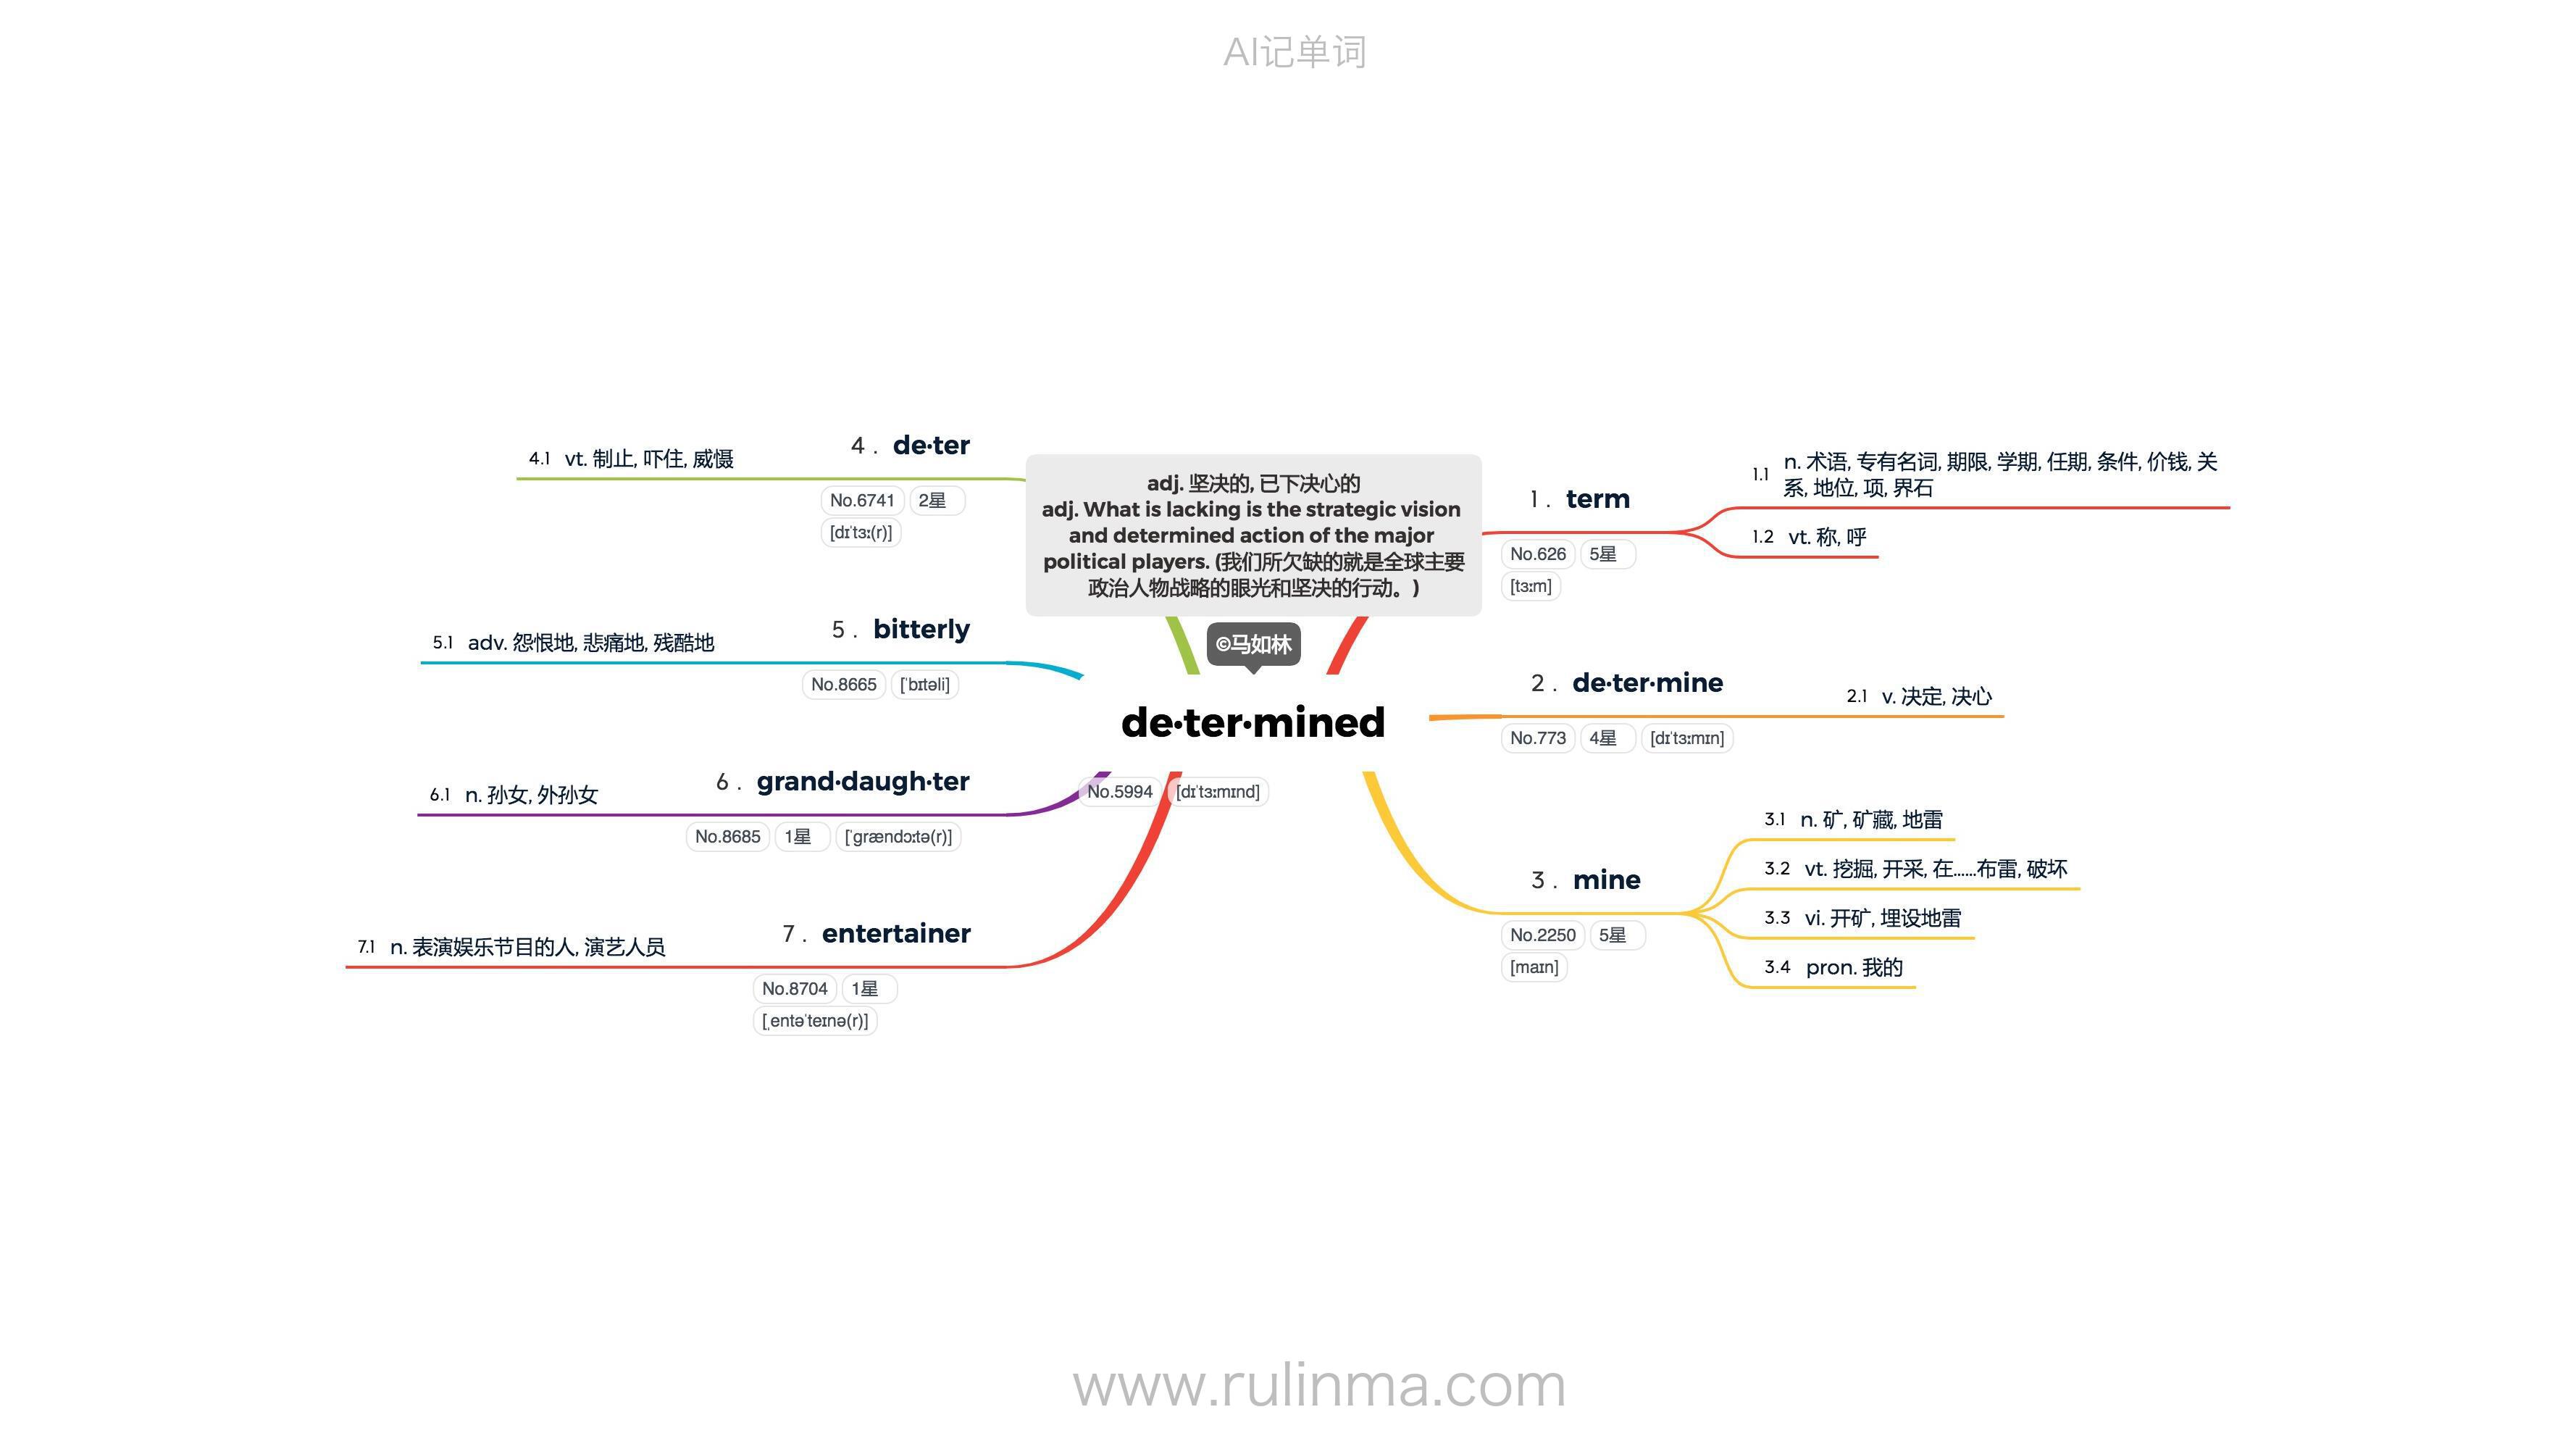 AI记单词
adj. 坚决的, 已下决心的
adj. What is lacking is the strategic vision
and determined action of the major
political players. (我们所欠缺的就是全球主要
政治人物战略的眼光和坚决的行动。)
©马如林
de·ter·mined
No.5994 [dɪˈtɜːmɪnd]
1 . term
No.626 5星
[tɜːm]
1.1 n. 术语, 专有名词, 期限, 学期, 任期, 条件, 价钱, 关
系, 地位, 项, 界石
1.2 vt. 称, 呼
2 . de·ter·mine
No.773 4星 [dɪˈtɜːmɪn]
2.1 v. 决定, 决心
3 . mine
No.2250 5星
[maɪn]
3.1 n. 矿, 矿藏, 地雷
3.2 vt. 挖掘, 开采, 在......布雷, 破坏
3.3 vi. 开矿, 埋设地雷
3.4 pron. 我的
4 . de·ter
No.6741 2星
[dɪˈtɜː(r)]
4.1 vt. 制止, 吓住, 威慑
5 . bitterly
No.8665 [ˈbɪtəli]
5.1 adv. 怨恨地, 悲痛地, 残酷地
6 . grand·daugh·ter
No.8685 1星 [ˈɡrændɔːtə(r)]
6.1 n. 孙女, 外孙女
7 . entertainer
No.8704 1星
[ˌentəˈteɪnə(r)]
7.1 n. 表演娱乐节目的人, 演艺人员
www.rulinma.com